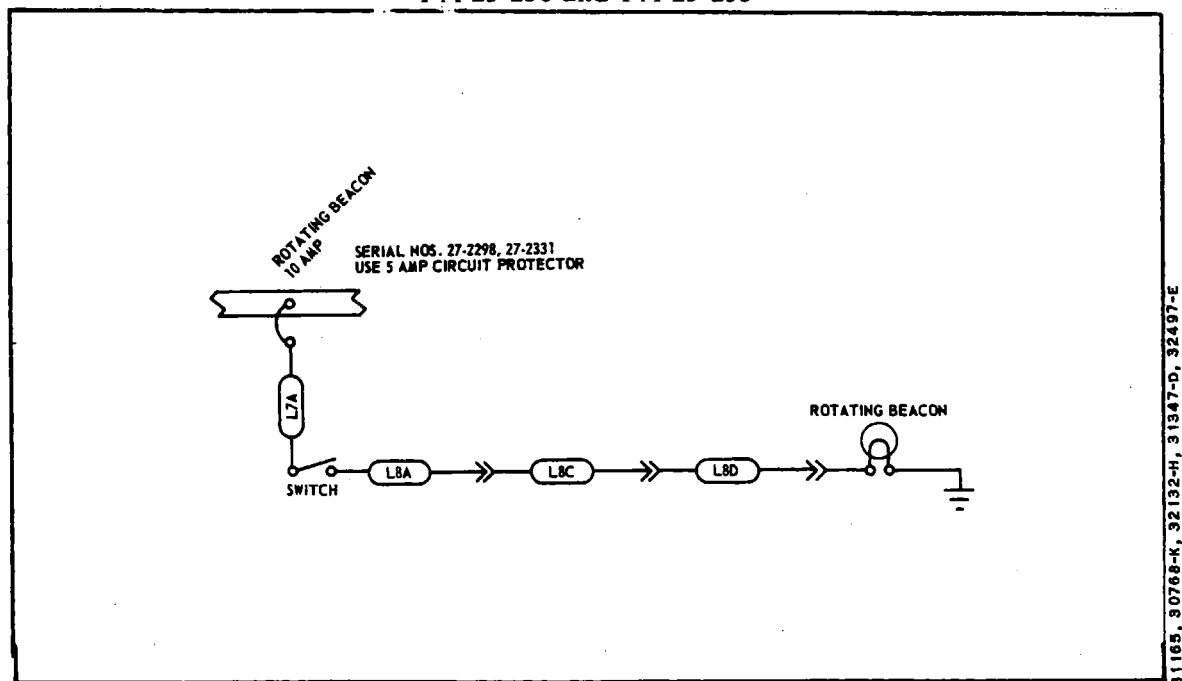 ROTATING BEACON
10 AMP
SERIAL NOS. 27-2298, 27-2331
USE 5 AMP CIRCUIT PROTECTOR
L7A
SWITCH
L8A
L8C
L8D
ROTATING BEACON
31165, 30768-K, 32132-H, 31347-D, 32497-E